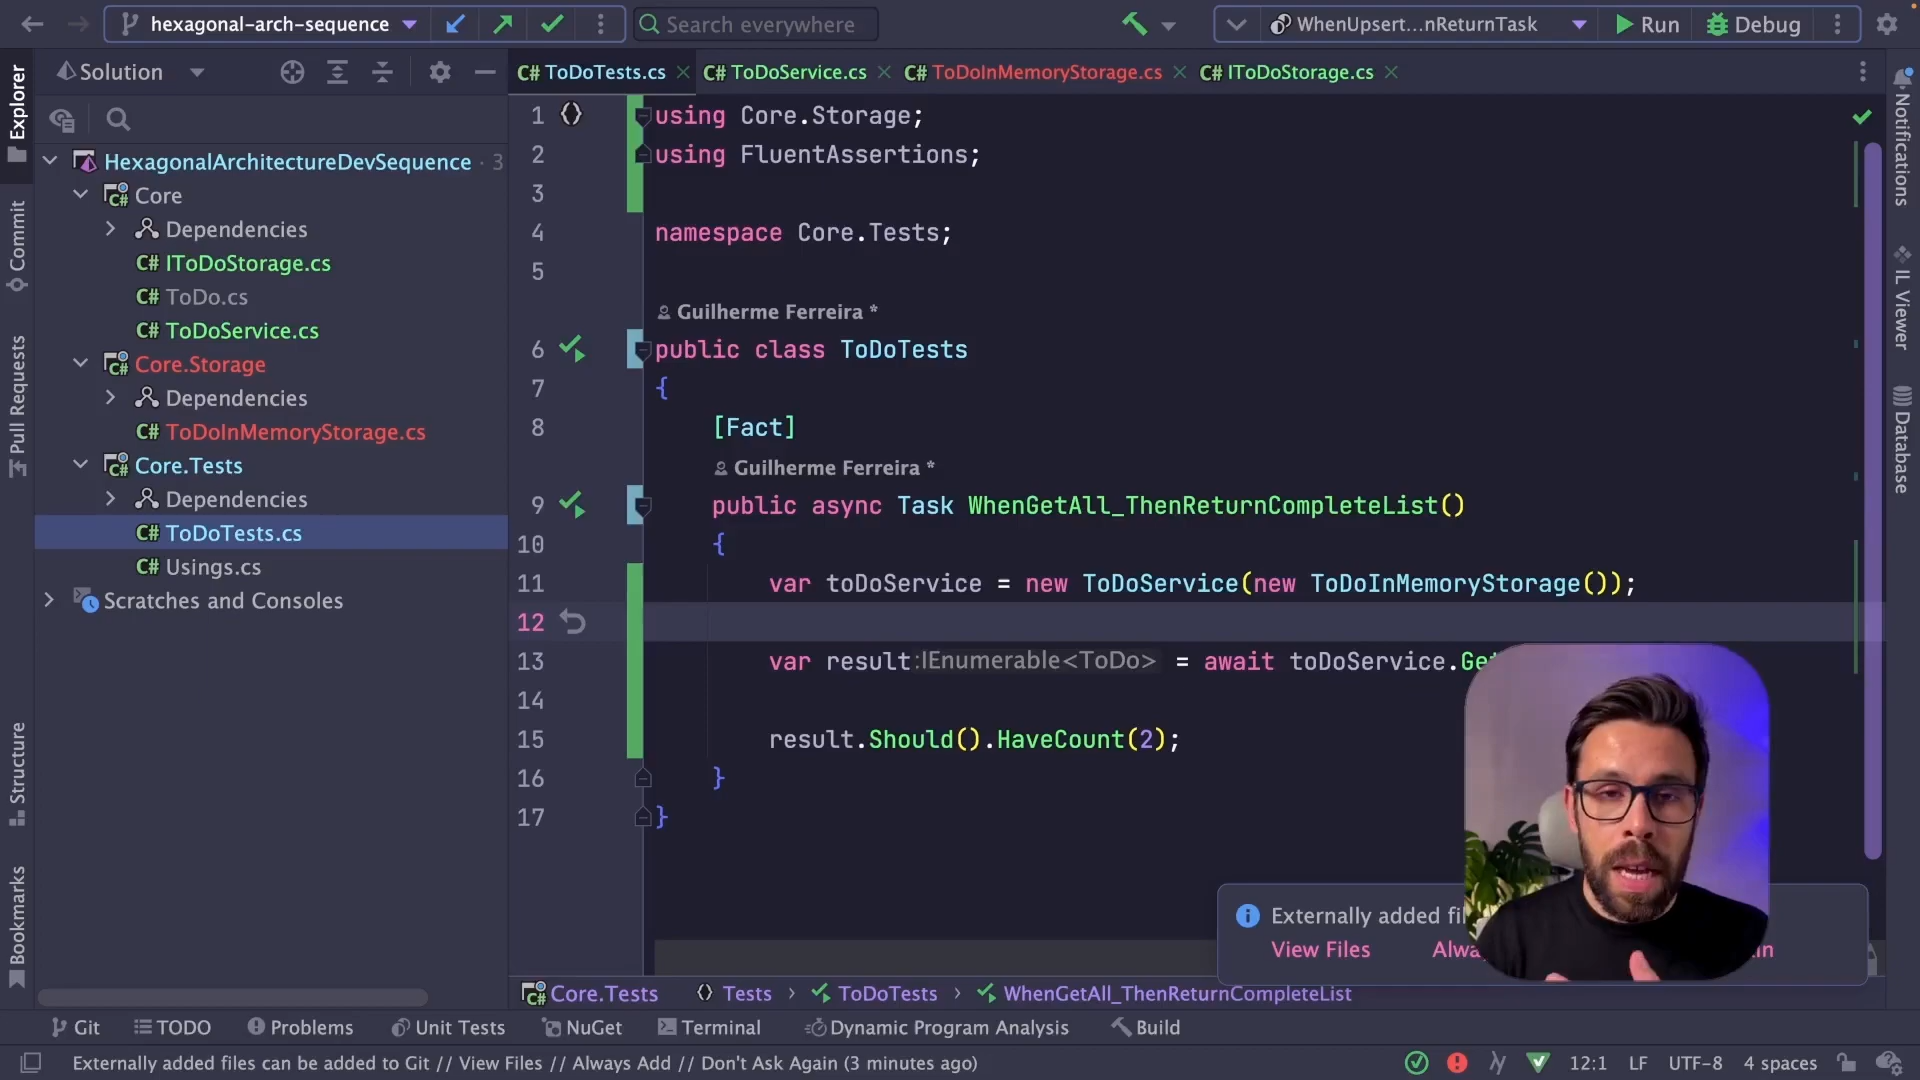 hexagonal-arch-sequence
Search everywhere
WhenUpsert...nReturnTask
Run
Debug
Solution
ToDoTests.cs
ToDoService.cs
ToDoInMemoryStorage.cs
IToDoStorage.cs
Explorer
Commit
Pull Requests
Structure
Bookmarks
HexagonalArchitectureDevSequence · 3
Core
Dependencies
C# IToDoStorage.cs
C# ToDo.cs
C# ToDoService.cs
Core.Storage
Dependencies
C# ToDoInMemoryStorage.cs
Core.Tests
Dependencies
C# ToDoTests.cs
C# Usings.cs
Scratches and Consoles
1 using Core.Storage;
2 using FluentAssertions;
3
4 namespace Core.Tests;
5
Guilherme Ferreira *
6 public class ToDoTests
7 {
8 [Fact]
Guilherme Ferreira *
9 public async Task WhenGetAll_ThenReturnCompleteList()
10 {
11 var toDoService = new ToDoService(new ToDoInMemoryStorage());
12
13 var result:IEnumerable<ToDo> = await toDoService.Get
14
15 result.Should().HaveCount(2);
16 }
17 }
Notifications
IL Viewer
Database
Externally added
View Files
Core.Tests
Tests
ToDoTests
WhenGetAll_ThenReturnCompleteList
Git
TODO
Problems
Unit Tests
NuGet
Terminal
Dynamic Program Analysis
Build
Externally added files can be added to Git // View Files // Always Add // Don't Ask Again (3 minutes ago)
12:1
LF
UTF-8
4 spaces